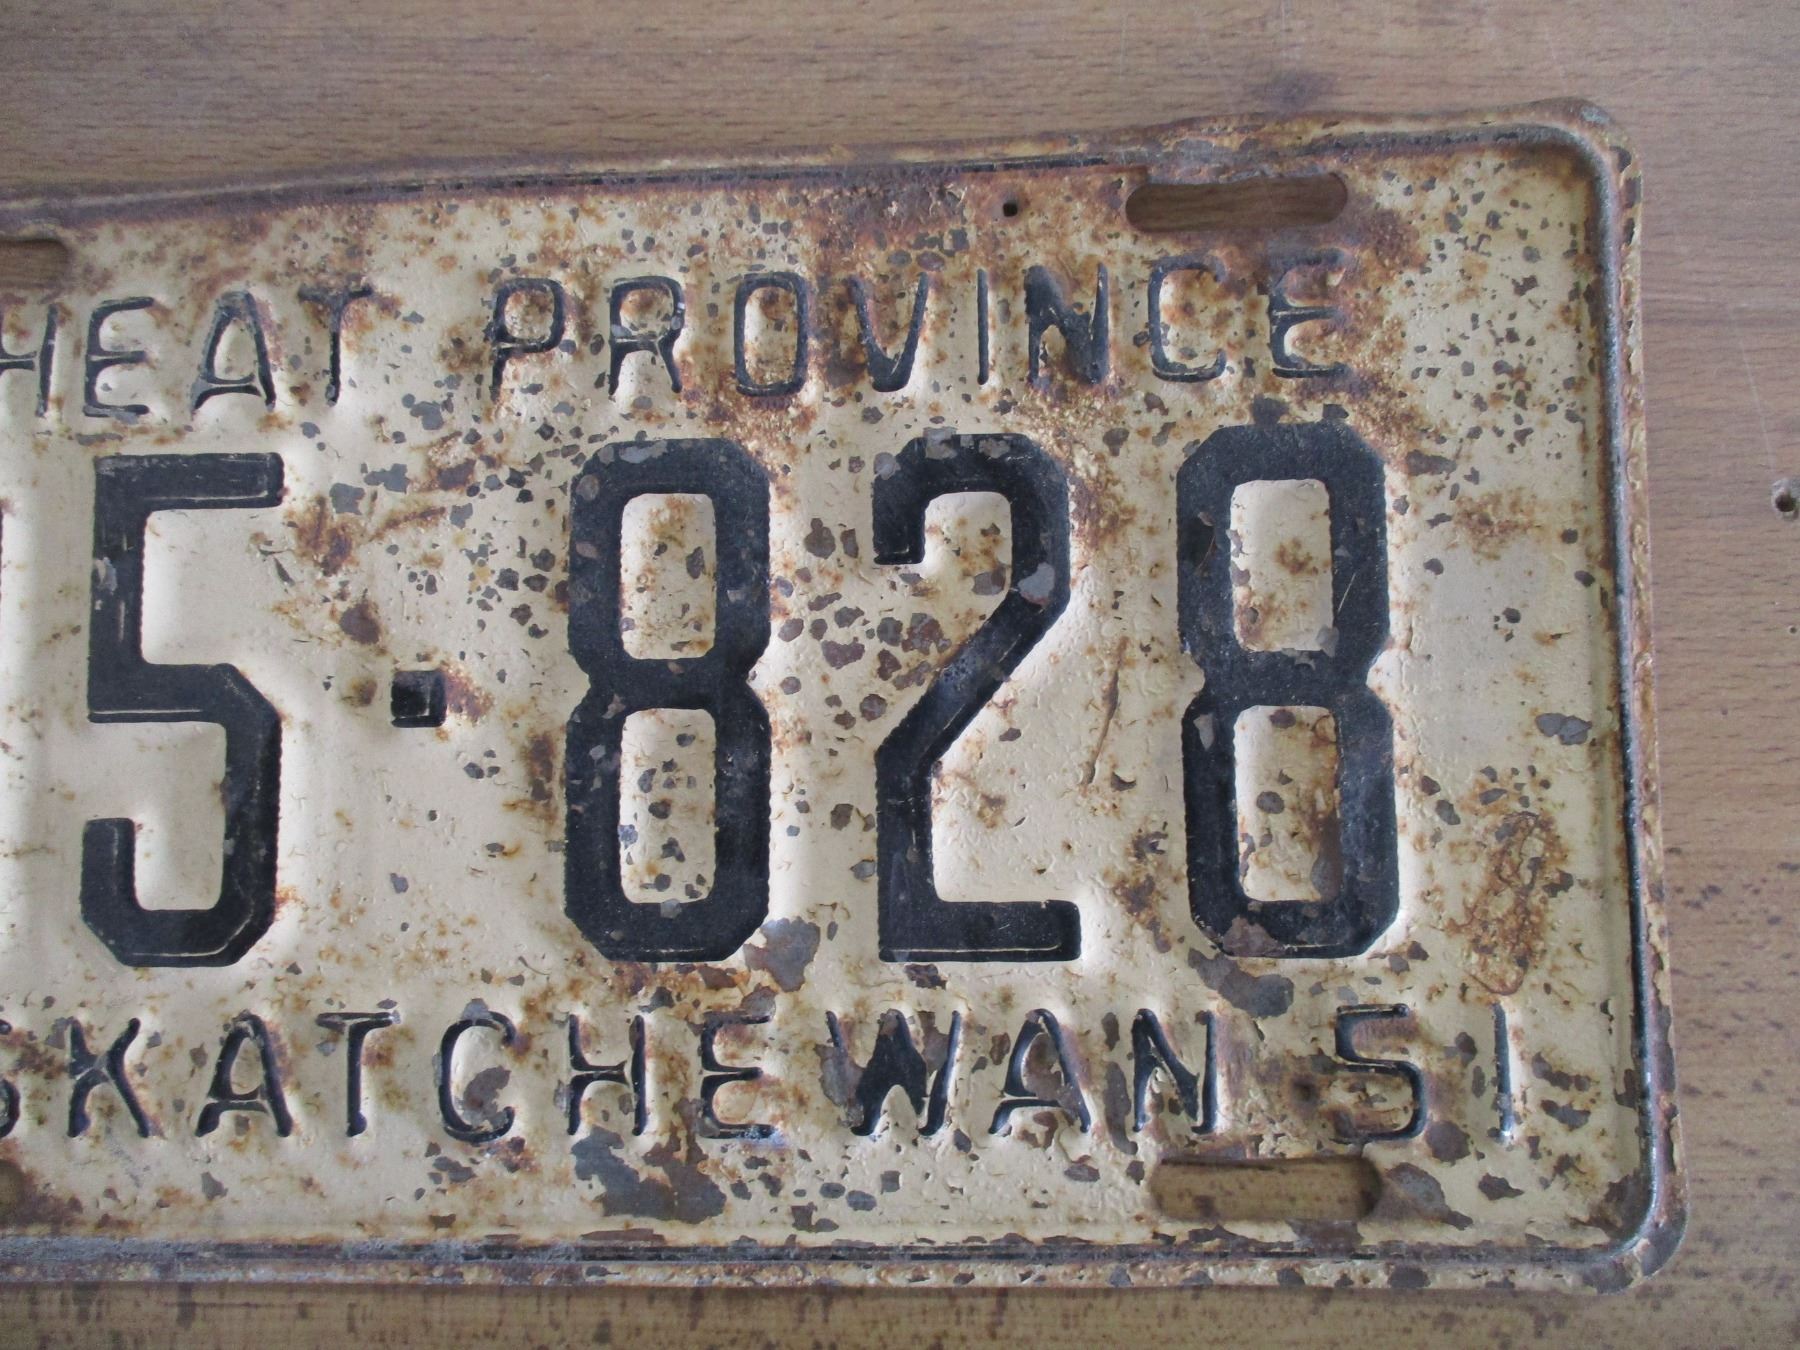 HEAT PROVINCE
5·828
SKATCHEWAN 51